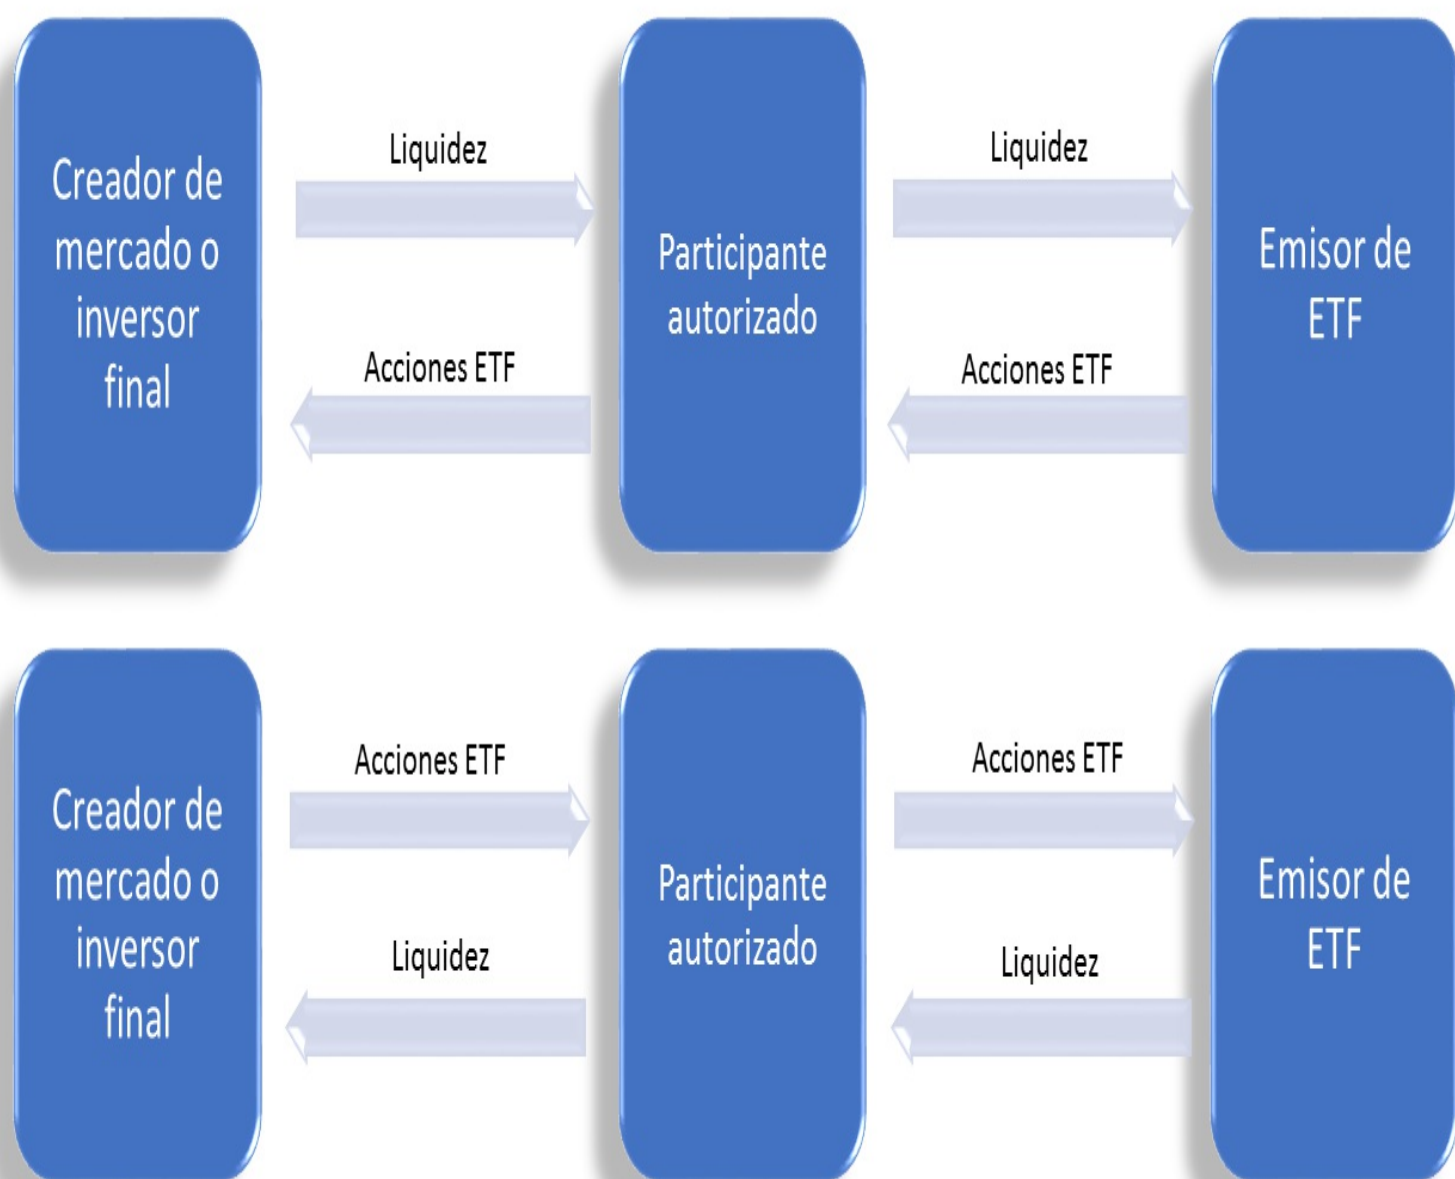 Creador de
mercado o
inversor
final
Liquidez
Acciones ETF
Participante
autorizado
Liquidez
Acciones ETF
Emisor de
ETF
Creador de
mercado o
inversor
final
Acciones ETF
Liquidez
Participante
autorizado
Acciones ETF
Liquidez
Emisor de
ETF